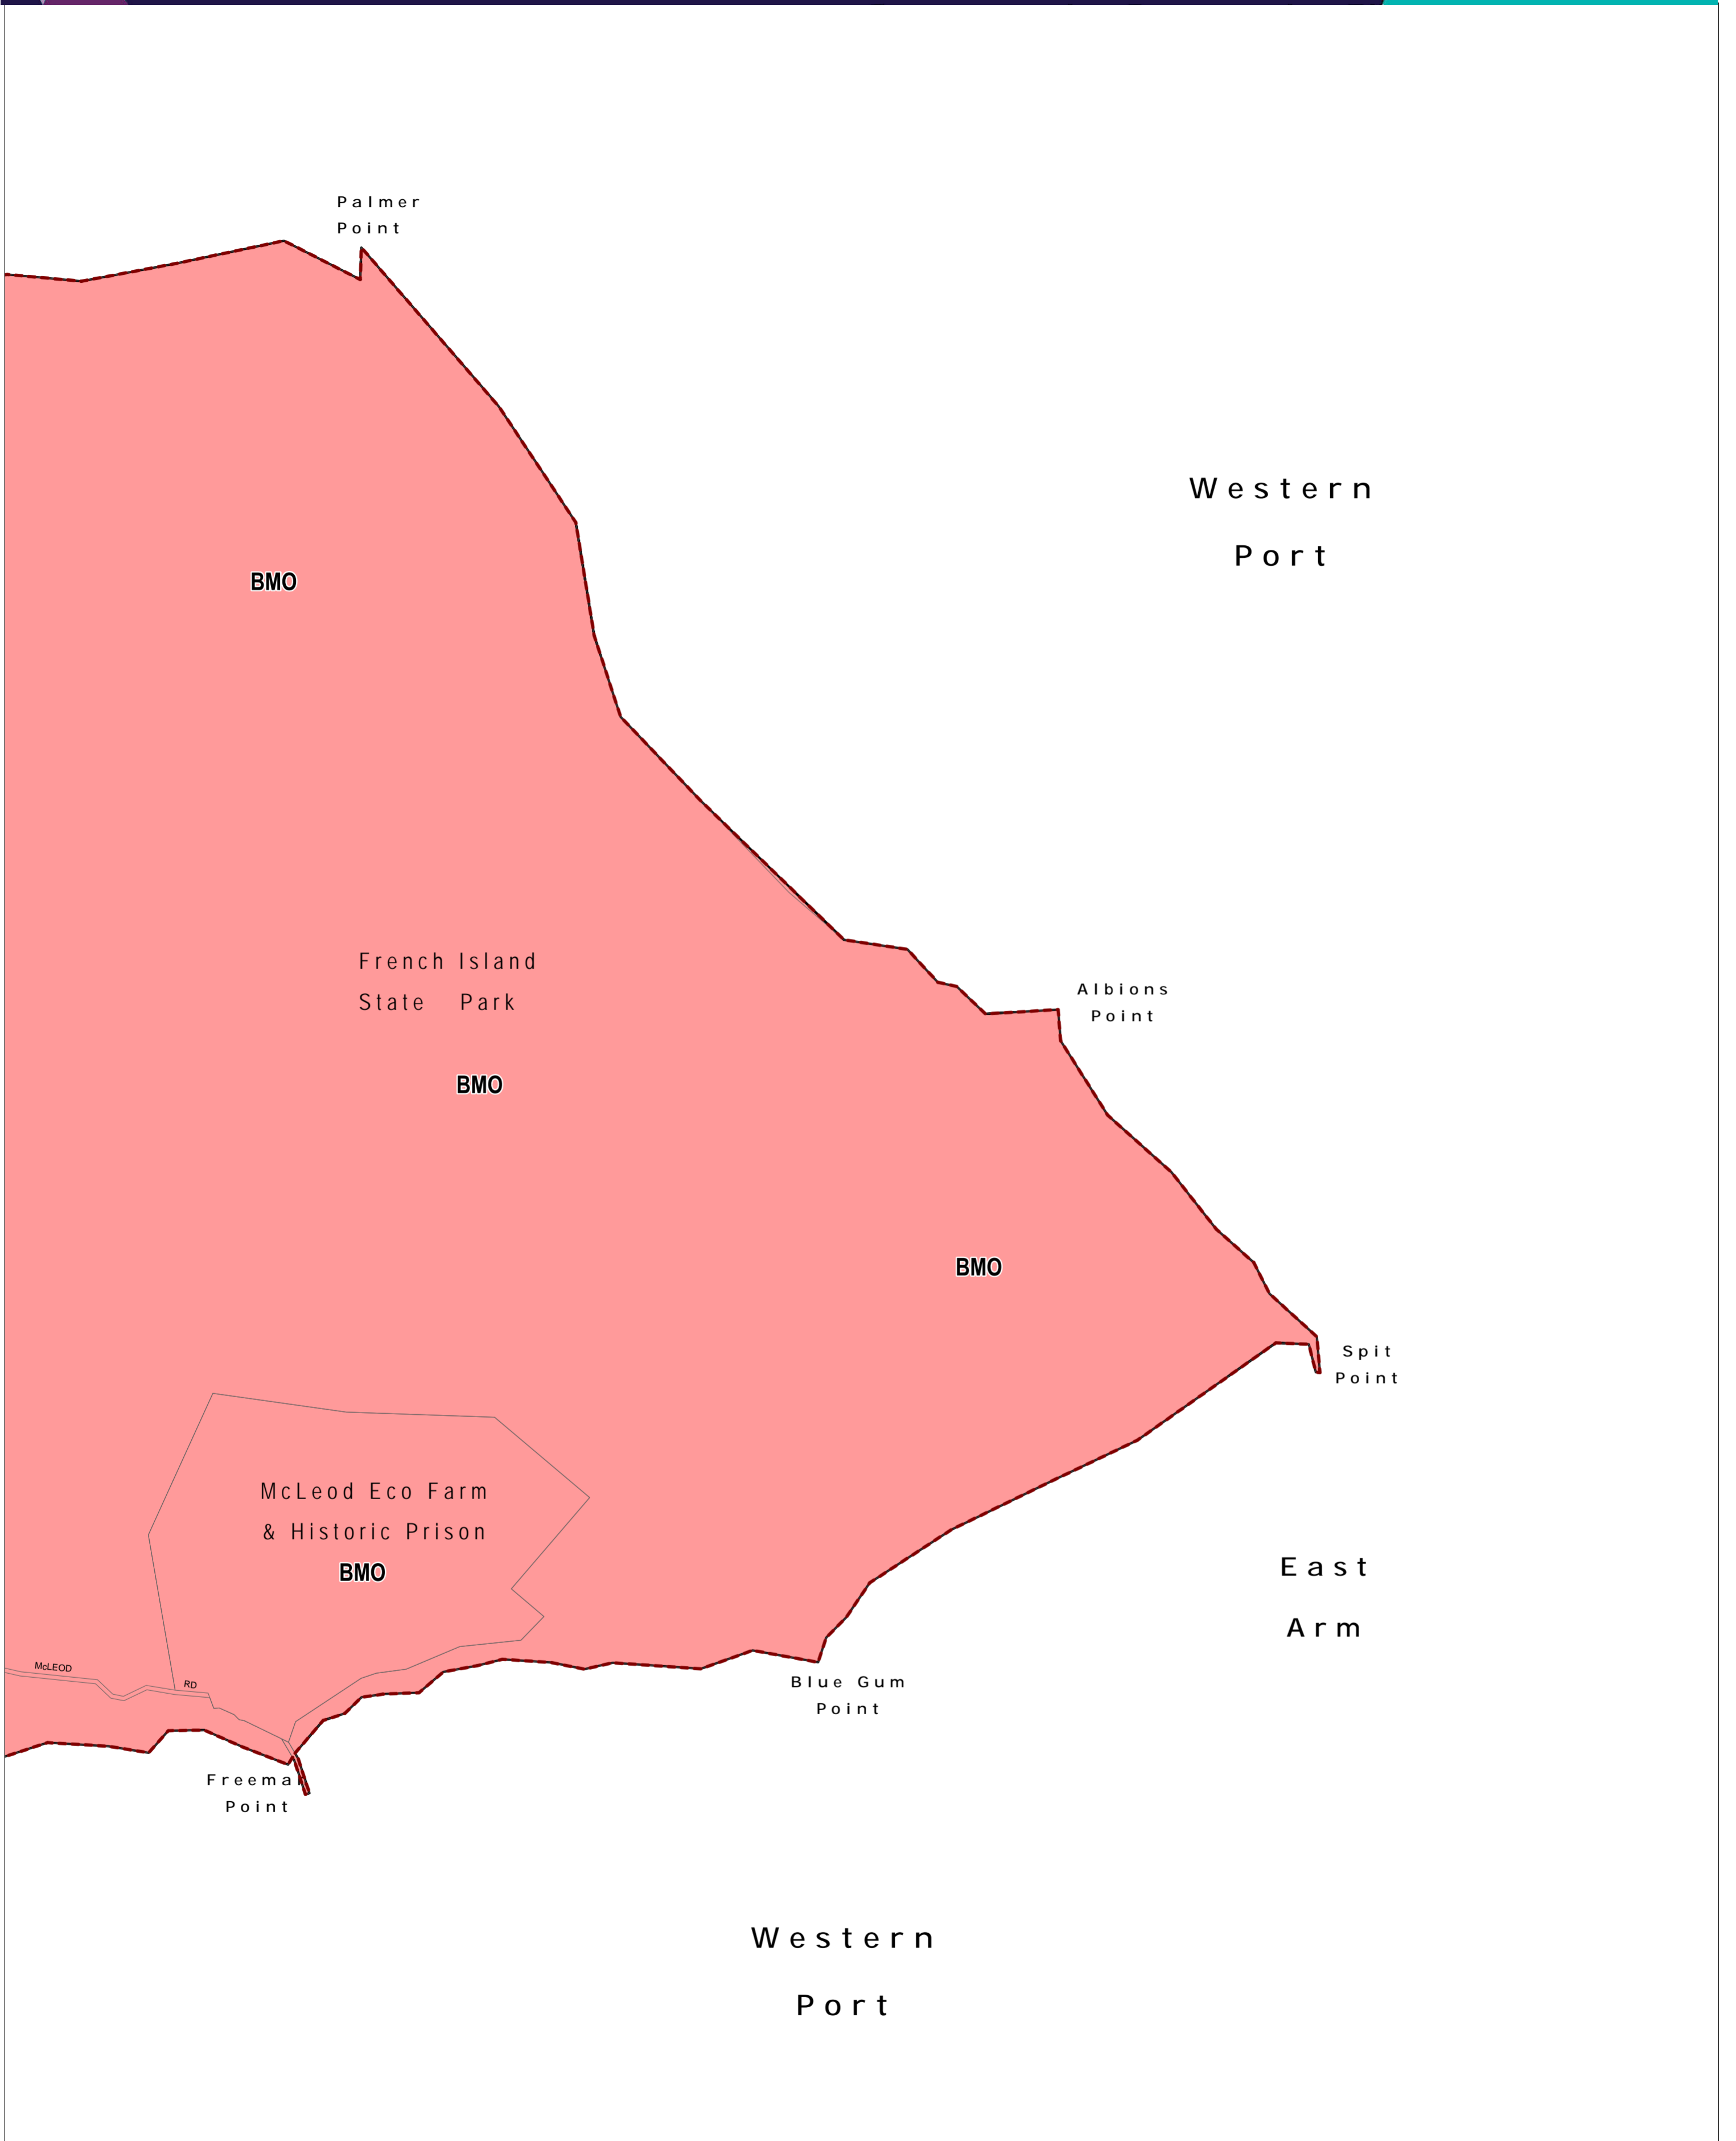 Palmer
Point
Western
Port
BMO
French Island
State Park
Albions
Point
BMO
BMO
Spit
Point
McLeod Eco Farm
& Historic Prison
BMO
East
Arm
McLEOD
RD
Blue Gum
Point
Freema
Point
Western
Port